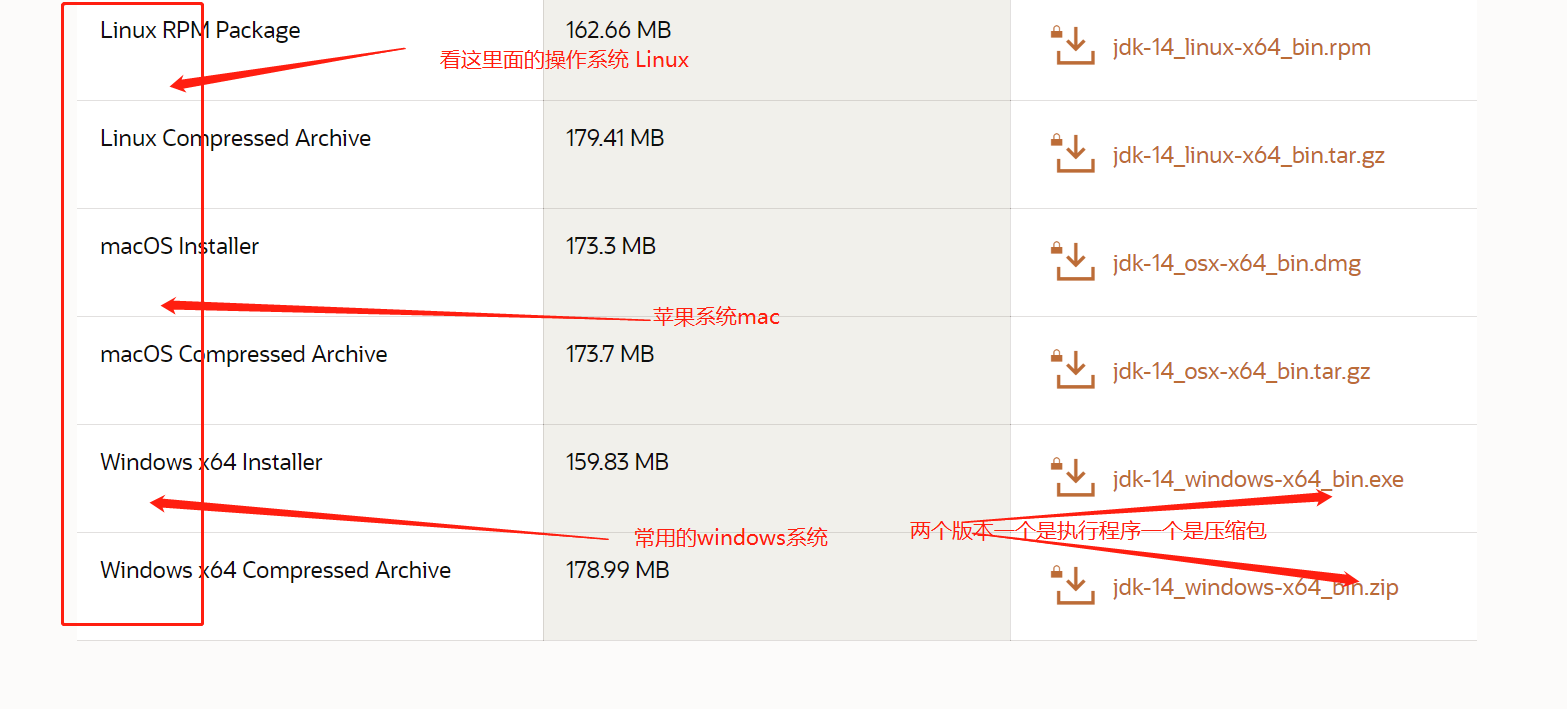 Linux RPM Package
162.66 MB
jdk-14_linux-x64_bin.rpm
看这里面的操作系统 Linux
Linux Compressed Archive
179.41 MB
jdk-14_linux-x64_bin.tar.gz
macOS Installer
173.3 MB
jdk-14_osx-x64_bin.dmg
苹果系统mac
macOS Compressed Archive
173.7 MB
jdk-14_osx-x64_bin.tar.gz
Windows x64 Installer
159.83 MB
jdk-14_windows-x64_bin.exe
常用的windows系统
两个版本一个是执行程序一个是压缩包
Windows x64 Compressed Archive
178.99 MB
jdk-14_windows-x64_bin.zip